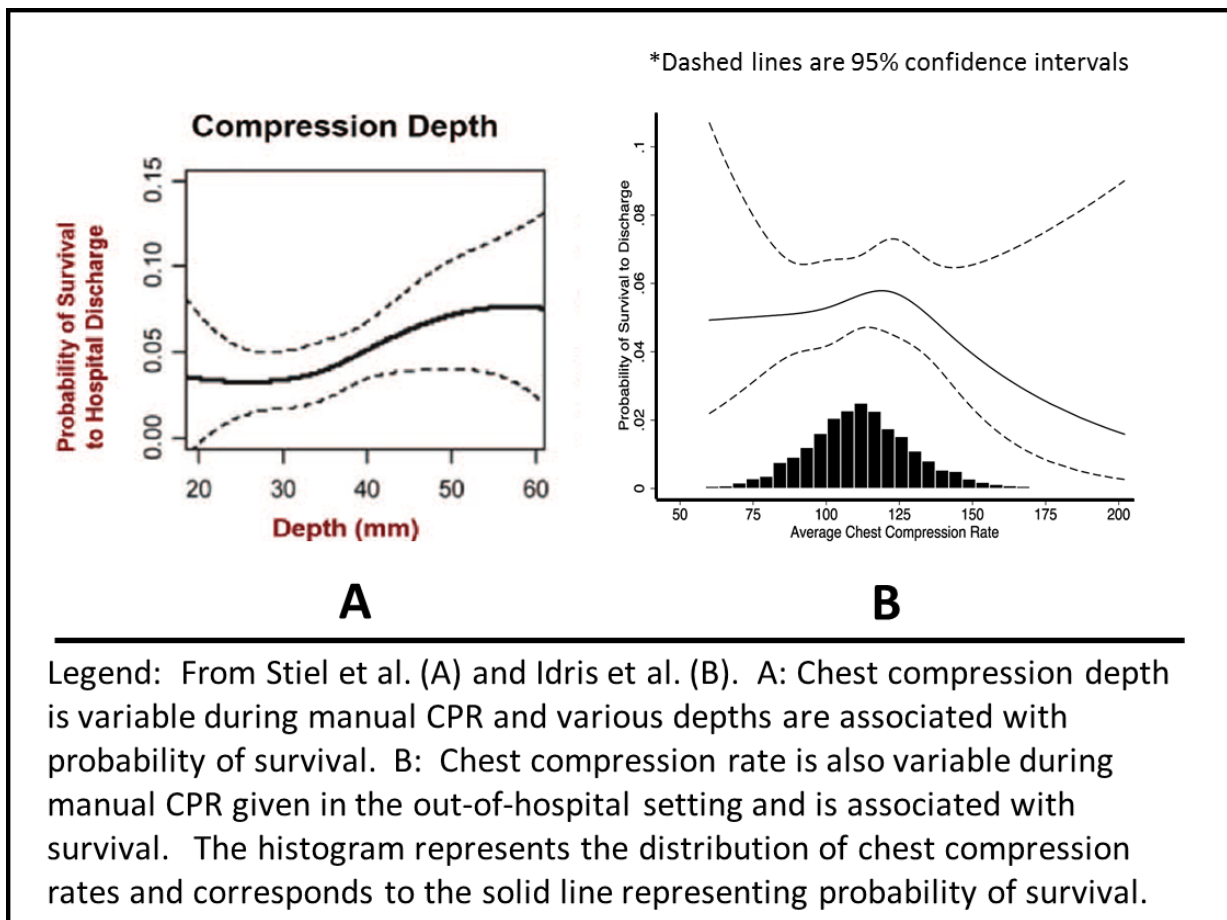 *Dashed lines are 95% confidence intervals
Compression Depth
Probability of Survival
to Hospital Discharge
0.15
0.10
0.05
0.00
20
30
40
50
60
Depth (mm)
A
Probability of Survival to Discharge
.1
.08
.06
.04
.02
0
50
75
100
125
150
175
200
Average Chest Compression Rate
B
Legend: From Stiel et al. (A) and Idris et al. (B). A: Chest compression depth
is variable during manual CPR and various depths are associated with
probability of survival. B: Chest compression rate is also variable during
manual CPR given in the out-of-hospital setting and is associated with
survival. The histogram represents the distribution of chest compression
rates and corresponds to the solid line representing probability of survival.